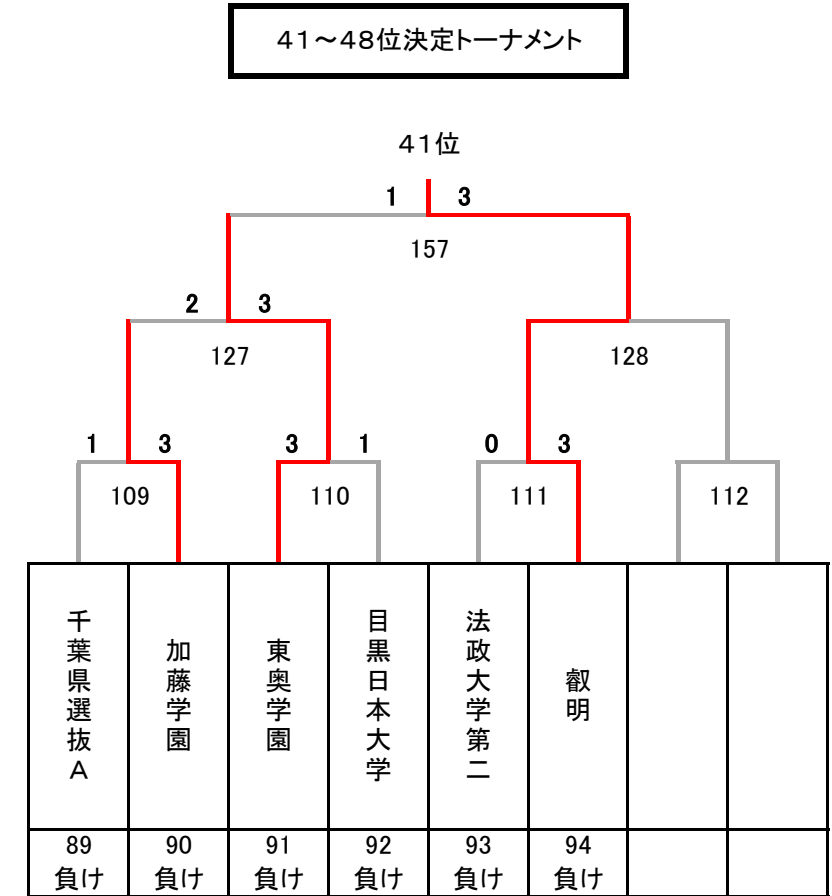 ４１～４８位決定トーナメント
４１位
1 3
157
2 3
127 128
1 3 3 1 0 3
109 110 111 112
千葉県選抜Ａ
加藤学園
東奥学園
目黒日本大学
法政大学第二
叡明
89 90 91 92 93 94
負け 負け 負け 負け 負け 負け